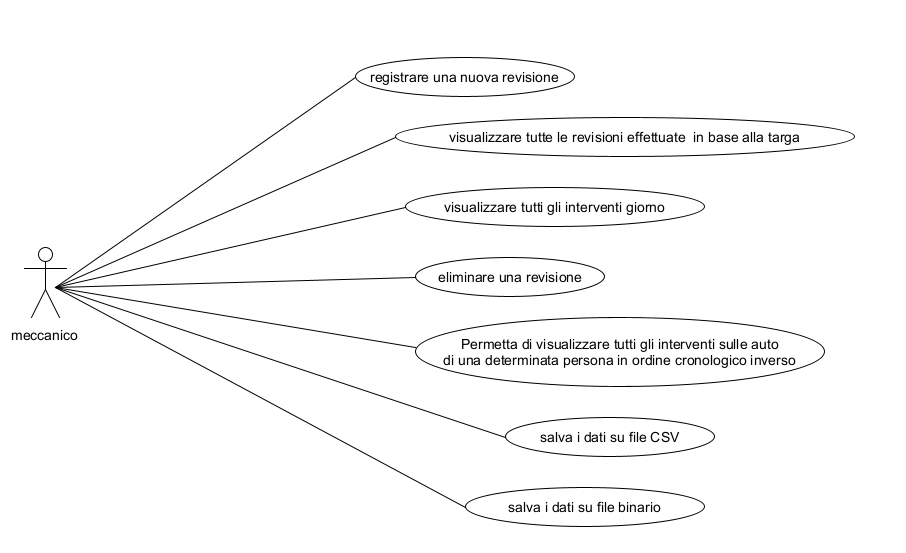 registrare una nuova revisione
visualizzare tutte le revisioni effettuate  in base alla targa
visualizzare tutti gli interventi giorno
eliminare una revisione
meccanico
Permetta di visualizzare tutti gli interventi sulle auto
di una determinata persona in ordine cronologico inverso
salva i dati su file CSV
salva i dati su file binario